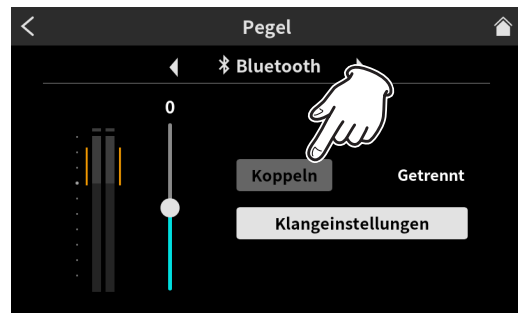 Pegel
Bluetooth
0
Koppeln
Getrennt
Klangeinstellungen